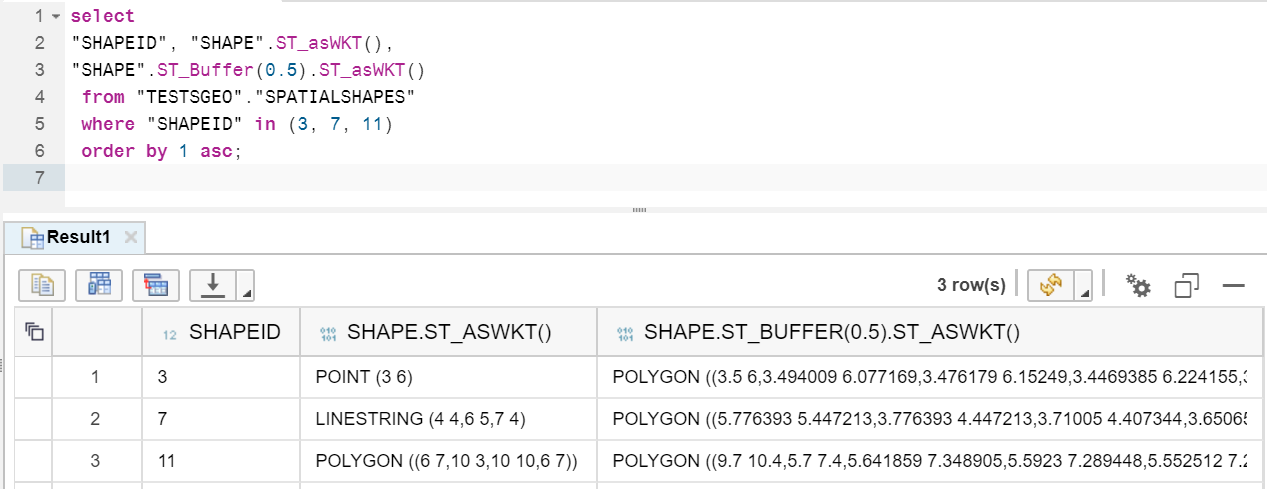 1 select
2 "SHAPEID", "SHAPE".ST_asWKT(),
3 "SHAPE".ST_Buffer(0.5).ST_asWKT()
4 from "TESTSGEO"."SPATIALSHAPES"
5 where "SHAPEID" in (3, 7, 11)
6 order by 1 asc;
7
Result1
3 row(s)
12 SHAPEID 010 101 SHAPE.ST_ASWKT() 010 101 SHAPE.ST_BUFFER(0.5).ST_ASWKT()
1 3 POINT (3 6) POLYGON ((3.5 6,3.494009 6.077169,3.476179 6.15249,3.4469385 6.224155,
2 7 LINESTRING (4 4,6 5,7 4) POLYGON ((5.776393 5.447213,3.776393 4.447213,3.71005 4.407344,3.6506
3 11 POLYGON ((6 7,10 3,10 10,6 7)) POLYGON ((9.7 10.4,5.7 7.4,5.641859 7.348905,5.5923 7.289448,5.552512 7.